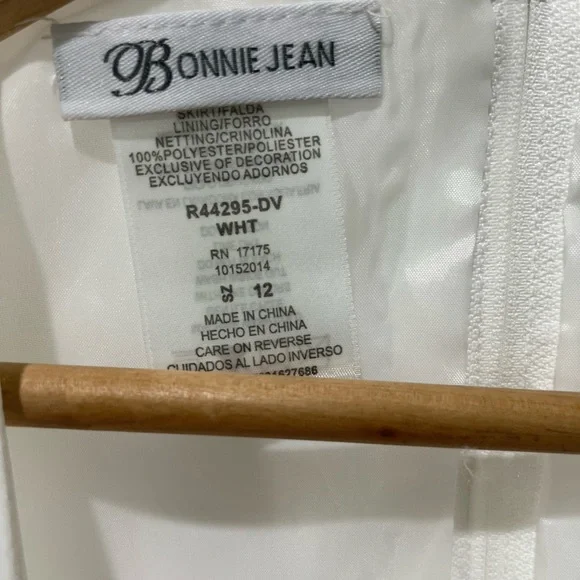 BONNIE JEAN
SKIRT/FALDA
LINING/FORRO
NETTING/CRINOLINA
100%POLYESTER/POLIESTER
EXCLUSIVE OF DECORATION
EXCLUYENDO ADORNOS
R44295-DV
WHT
RN 17175
10152014
SZ 12
MADE IN CHINA
HECHO EN CHINA
CARE ON REVERSE
CUIDADOS AL LADO INVERSO